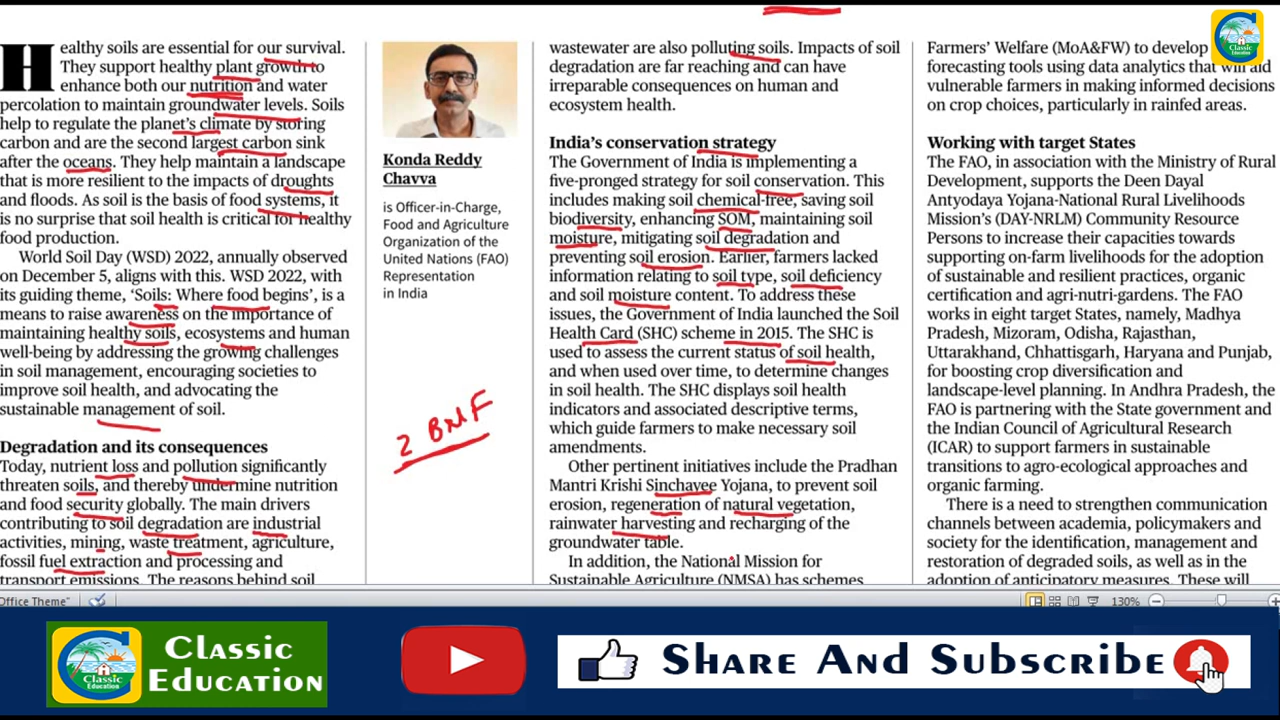 Healthy soils are essential for our survival.
They support healthy plant growth to
enhance both our nutrition and water
percolation to maintain groundwater levels. Soils
help to regulate the planet's climate by storing
carbon and are the second largest carbon sink
after the oceans. They help maintain a landscape
that is more resilient to the impacts of droughts
and floods. As soil is the basis of food systems, it
is no surprise that soil health is critical for healthy
food production.
World Soil Day (WSD) 2022, annually observed
on December 5, aligns with this. WSD 2022, with
its guiding theme, 'Soils: Where food begins', is a
means to raise awareness on the importance of
maintaining healthy soils, ecosystems and human
well-being by addressing the growing challenges
in soil management, encouraging societies to
improve soil health, and advocating the
sustainable management of soil.
Degradation and its consequences
Today, nutrient loss and pollution significantly
threaten soils, and thereby undermine nutrition
and food security globally. The main drivers
contributing to soil degradation are industrial
activities, mining, waste treatment, agriculture,
fossil fuel extraction and processing and
transport emissions. The reasons behind soil
Konda Reddy
Chavva
is Officer-in-Charge,
Food and Agriculture
Organization of the
United Nations (FAO)
Representation
in India
2 BMF
wastewater are also polluting soils. Impacts of soil
degradation are far reaching and can have
irreparable consequences on human and
ecosystem health.
India's conservation strategy
The Government of India is implementing a
five-pronged strategy for soil conservation. This
includes making soil chemical-free, saving soil
biodiversity, enhancing SOM, maintaining soil
moisture, mitigating soil degradation and
preventing soil erosion. Earlier, farmers lacked
information relating to soil type, soil deficiency
and soil moisture content. To address these
issues, the Government of India launched the Soil
Health Card (SHC) scheme in 2015. The SHC is
used to assess the current status of soil health,
and when used over time, to determine changes
in soil health. The SHC displays soil health
indicators and associated descriptive terms,
which guide farmers to make necessary soil
amendments.
Other pertinent initiatives include the Pradhan
Mantri Krishi Sinchayee Yojana, to prevent soil
erosion, regeneration of natural vegetation,
rainwater harvesting and recharging of the
groundwater table.
In addition, the National Mission for
Sustainable Agriculture (NMSA) has schemes
Farmers' Welfare (MoA&FW) to develop
forecasting tools using data analytics that will aid
vulnerable farmers in making informed decisions
on crop choices, particularly in rainfed areas.
Working with target States
The FAO, in association with the Ministry of Rural
Development, supports the Deen Dayal
Antyodaya Yojana-National Rural Livelihoods
Mission's (DAY-NRLM) Community Resource
Persons to increase their capacities towards
supporting on-farm livelihoods for the adoption
of sustainable and resilient practices, organic
certification and agri-nutri-gardens. The FAO
works in eight target States, namely, Madhya
Pradesh, Mizoram, Odisha, Rajasthan,
Uttarakhand, Chhattisgarh, Haryana and Punjab,
for boosting crop diversification and
landscape-level planning. In Andhra Pradesh, the
FAO is partnering with the State government and
the Indian Council of Agricultural Research
(ICAR) to support farmers in sustainable
transitions to agro-ecological approaches and
organic farming.
There is a need to strengthen communication
channels between academia, policymakers and
society for the identification, management and
restoration of degraded soils, as well as in the
adoption of anticipatory measures. These will
Classic
Education
Office Theme"
130%
Classic
Education
Classic
Education
Share And Subscribe